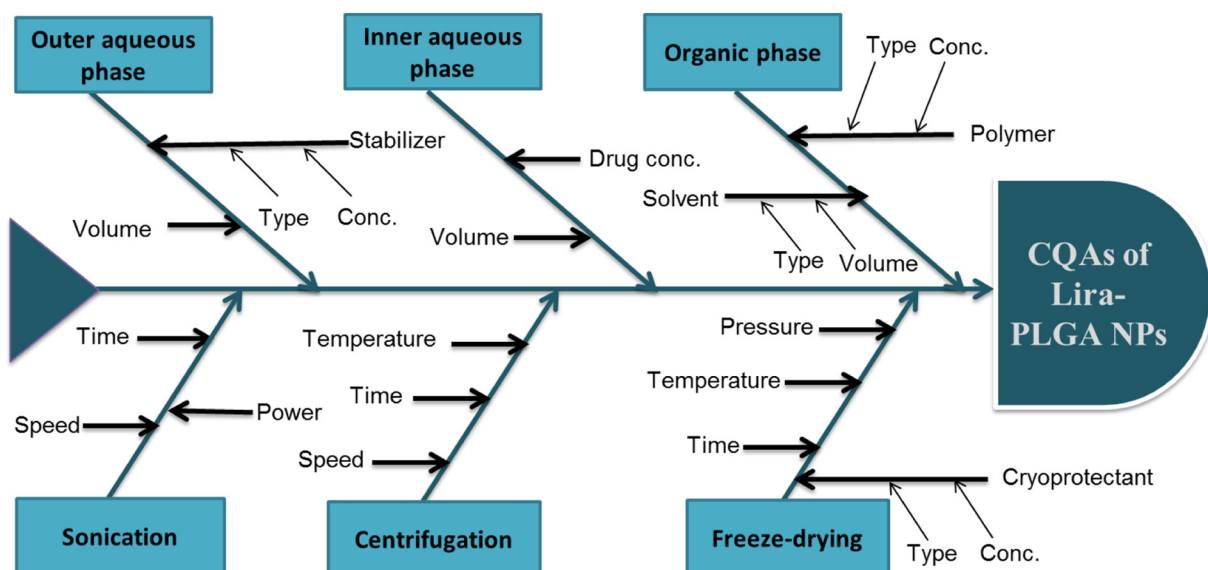 Outer aqueous
phase
Inner aqueous
phase
Organic phase
Type
Conc.
Stabilizer
Polymer
Drug conc.
Solvent
Type
Conc.
Volume
Volume
Type
Volume
CQAs of
Lira-
PLGA NPs
Time
Temperature
Pressure
Time
Temperature
Speed
Power
Speed
Time
Cryoprotectant
Sonication
Centrifugation
Freeze-drying
Type
Conc.